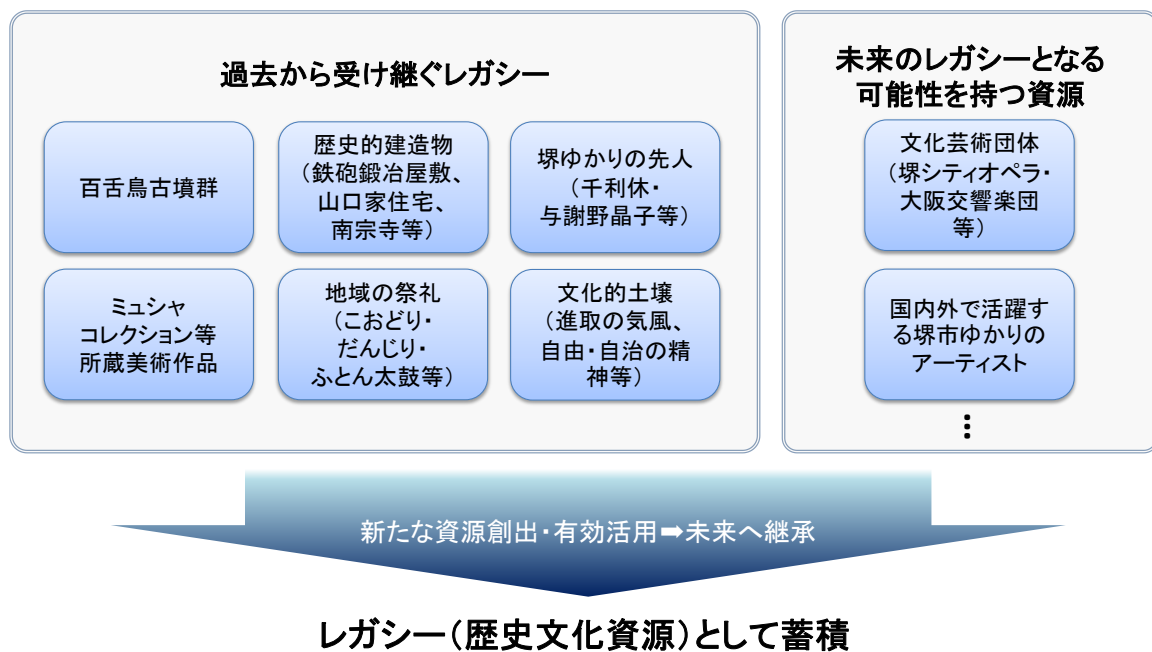 過去から受け継ぐレガシー
百舌鳥古墳群
歴史的建造物
（鉄砲鍛冶屋敷、
山口家住宅、
南宗寺等）
堺ゆかりの先人
（千利休・
与謝野晶子等）
ミュシャ
コレクション等
所蔵美術作品
地域の祭礼
（こおどり・
だんじり・
ふとん太鼓等）
文化的土壌
（進取の気風、
自由・自治の精
神等）
未来のレガシーとなる
可能性を持つ資源
文化芸術団体
（堺シティオペラ・
大阪交響楽団
等）
国内外で活躍す
る堺市ゆかりの
アーティスト
⋮
新たな資源創出・有効活用➡未来へ継承
レガシー（歴史文化資源）として蓄積